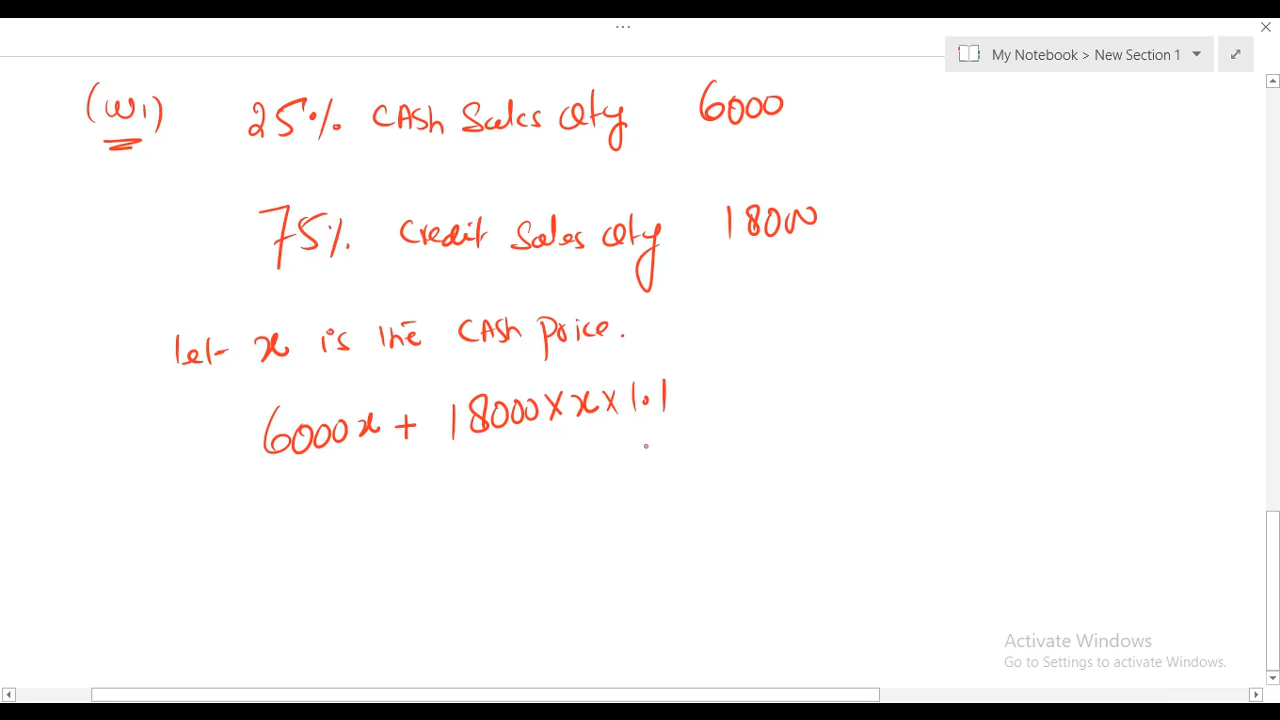 ...
My Notebook > New Section 1
(W1) 25% CAsh Sales Qty 6000
75% Credit Sales Qty 18000
let x is the CAsh price.
6000x + 18000 × x × 1.1
Activate Windows
Go to Settings to activate Windows.